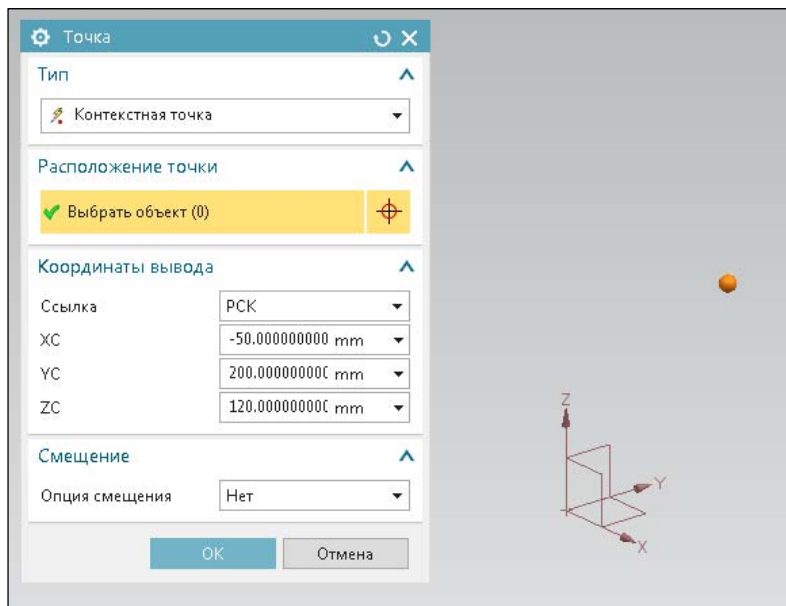 Точка
Тип
Контекстная точка
Расположение точки
Выбрать объект (0)
Координаты вывода
Ссылка РСК
XC -50.000000000 mm
YC 200.00000000 mm
ZC 120.00000000 mm
Смещение
Опция смещения Нет
OK Отмена
Z
Y
X